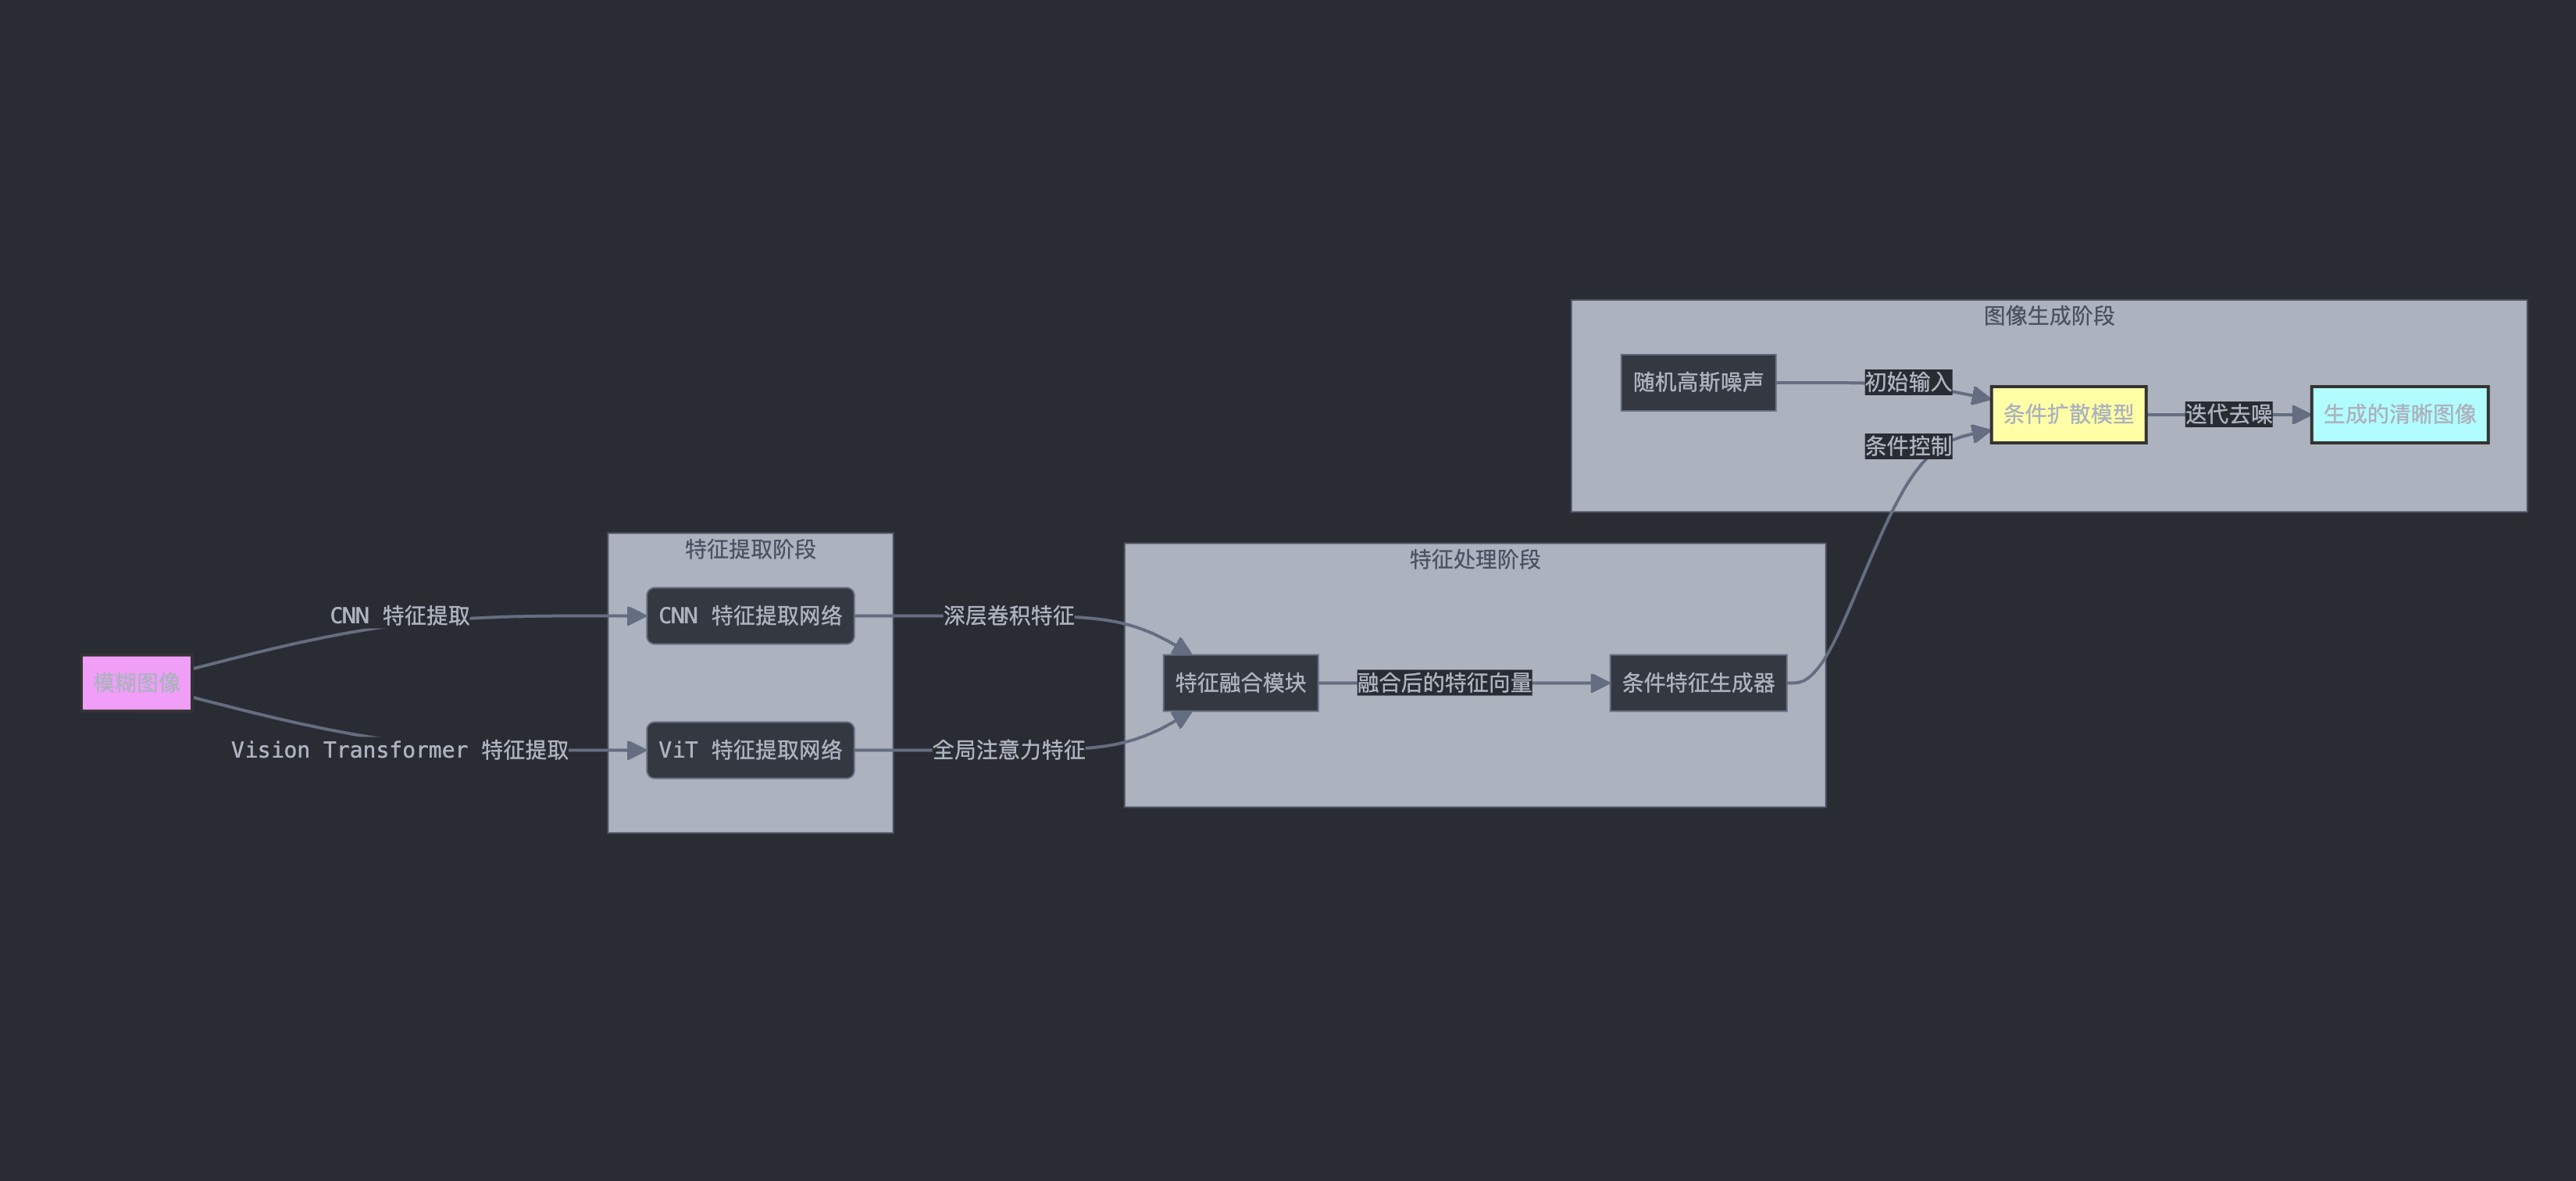 模糊图像
CNN 特征提取
Vision Transformer 特征提取
特征提取阶段
CNN 特征提取网络
ViT 特征提取网络
深层卷积特征
全局注意力特征
特征处理阶段
特征融合模块
融合后的特征向量
条件特征生成器
图像生成阶段
随机高斯噪声
初始输入
条件控制
条件扩散模型
迭代去噪
生成的清晰图像